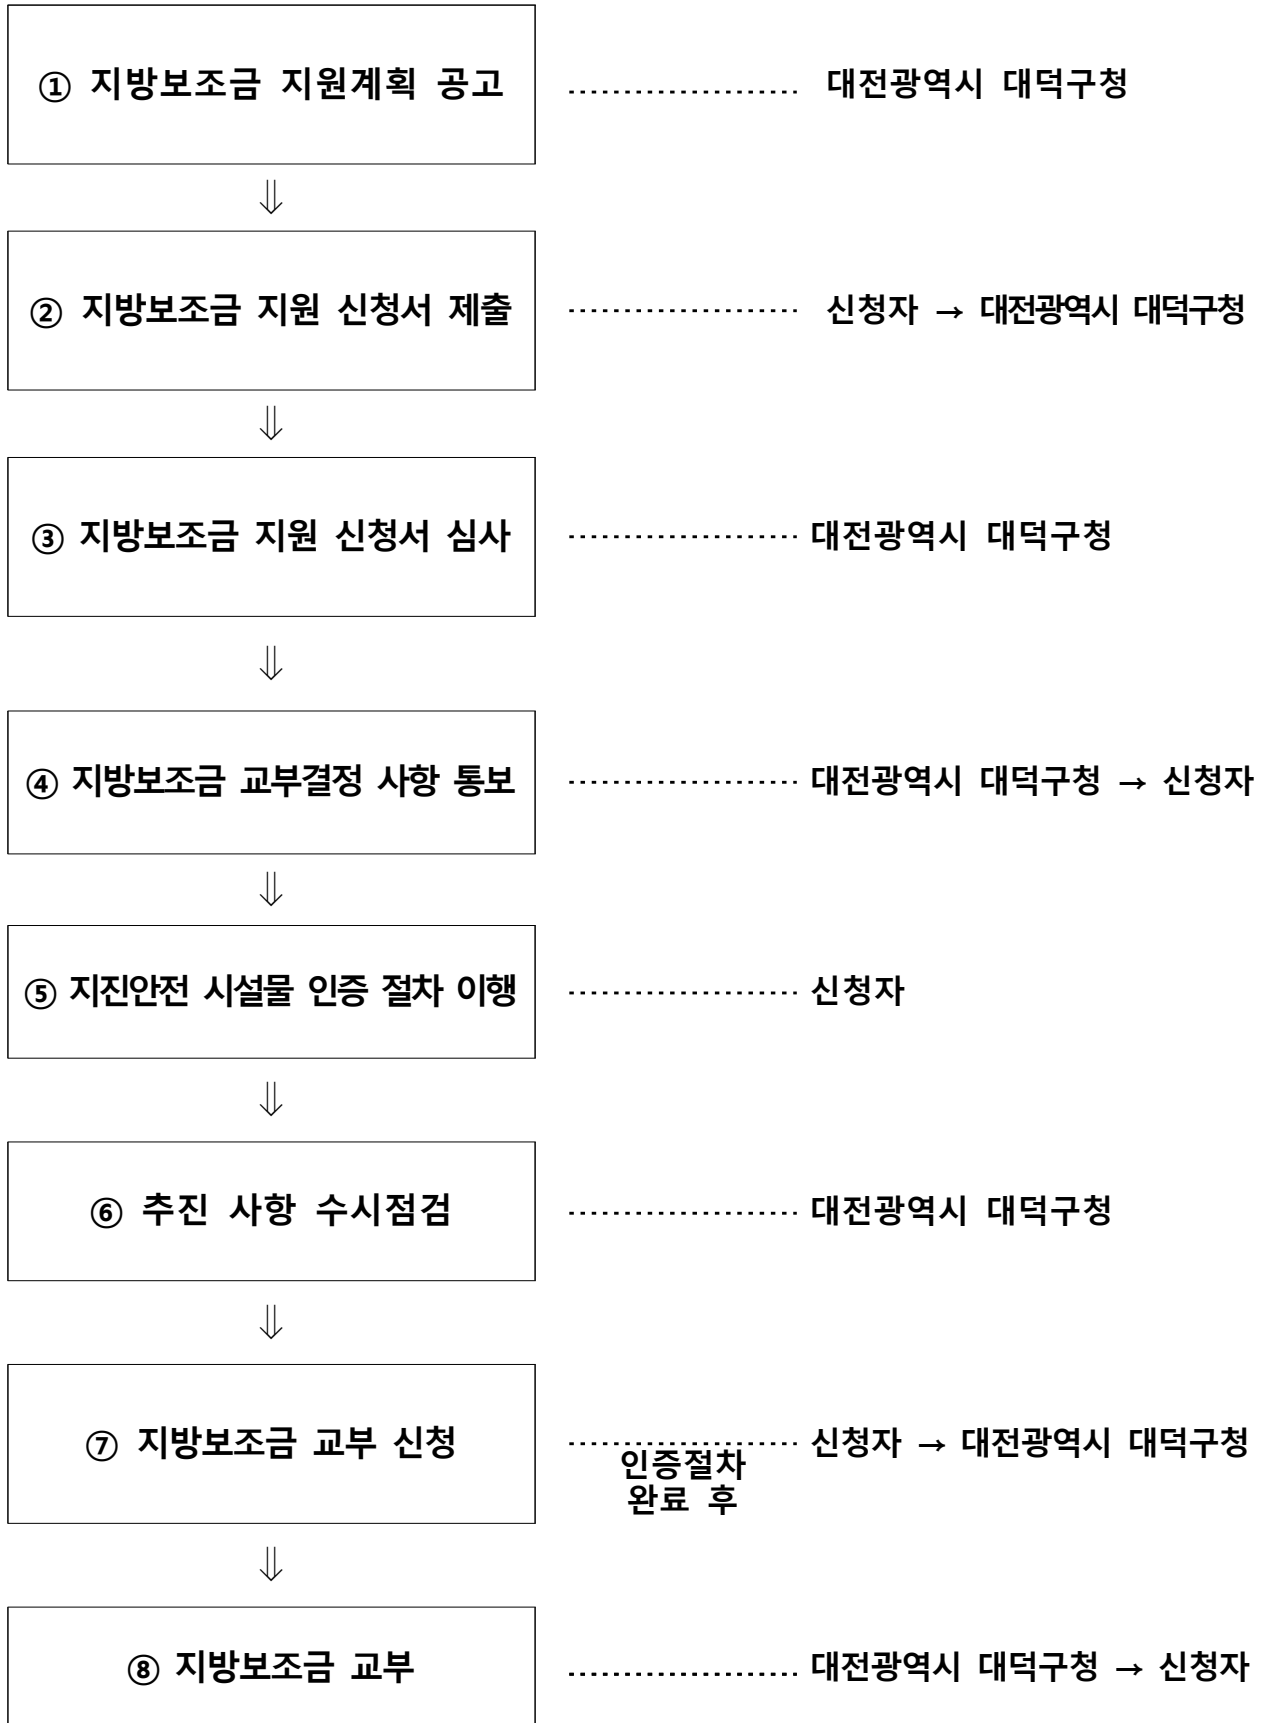 ① 지방보조금 지원계획 공고 ····················· 대전광역시 대덕구청
⇓
② 지방보조금 지원 신청서 제출 ····················· 신청자 → 대전광역시 대덕구청
⇓
③ 지방보조금 지원 신청서 심사 ····················· 대전광역시 대덕구청
⇓
④ 지방보조금 교부결정 사항 통보 ····················· 대전광역시 대덕구청 → 신청자
⇓
⑤ 지진안전 시설물 인증 절차 이행 ····················· 신청자
⇓
⑥ 추진 사항 수시점검 ····················· 대전광역시 대덕구청
⇓
⑦ 지방보조금 교부 신청 ····················· 신청자 → 대전광역시 대덕구청
인증절차
완료 후
⇓
⑧ 지방보조금 교부 ····················· 대전광역시 대덕구청 → 신청자